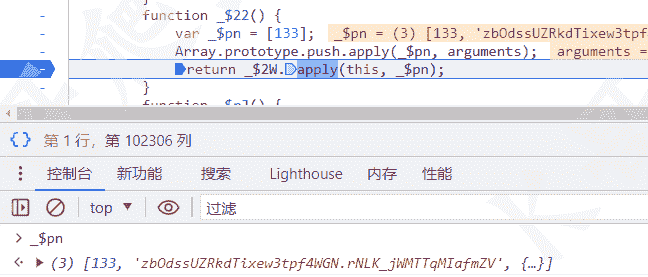 function _$22() {
var _$pn = [133];  _$pn = (3) [133, 'zbOdssUZRkdTixew3tpf
Array.prototype.push.apply(_$pn, arguments);  arguments =
return _$2W.apply(this, _$pn);
}
{} 第 1 行，第 102306 列
控制台 新功能 搜索 Lighthouse 内存 性能
top ▼ 过滤
> _$pn
(3) [133, 'zbOdssUZRkdTixew3tpf4WGN.rNLK_jWMTTqMIafmZV', {…}]